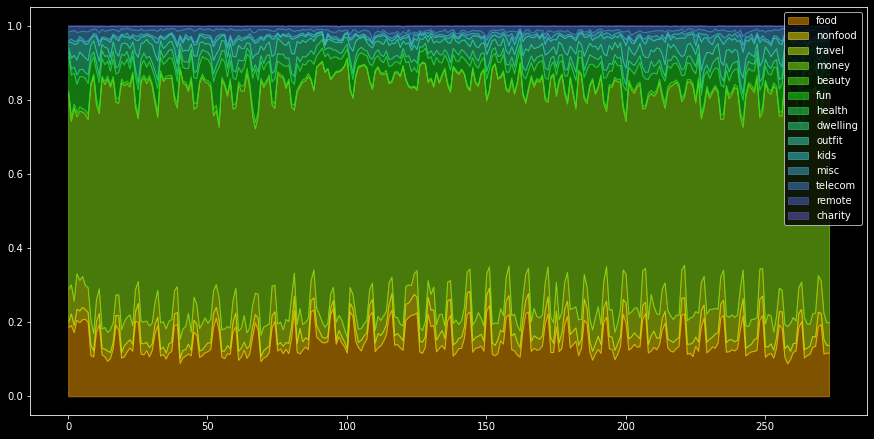 1.0
0.8
0.6
0.4
0.2
0.0
0
50
100
150
200
250
food
nonfood
travel
money
beauty
fun
health
dwelling
outfit
kids
misc
telecom
remote
charity